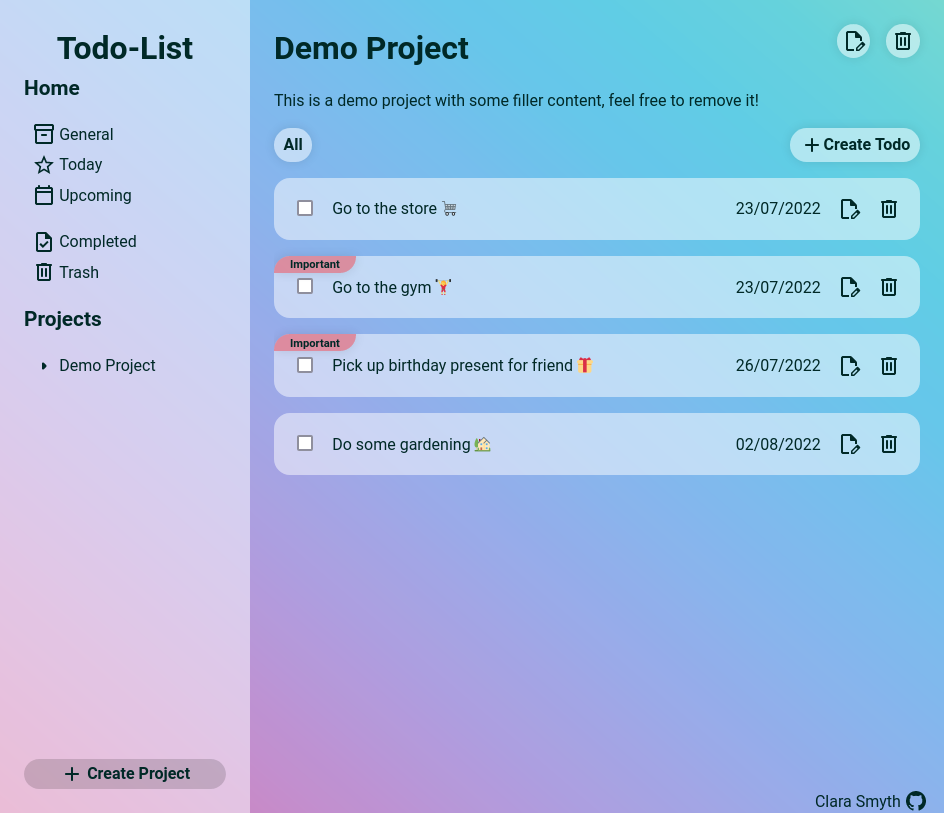 Todo-List
Home
General
Today
Upcoming
Completed
Trash
Projects
Demo Project
Create Project
Demo Project
This is a demo project with some filler content, feel free to remove it!
All
Create Todo
Go to the store 🛒 23/07/2022
Important
Go to the gym 🏋️ 23/07/2022
Important
Pick up birthday present for friend 🎁 26/07/2022
Do some gardening 🏡 02/08/2022
Clara Smyth